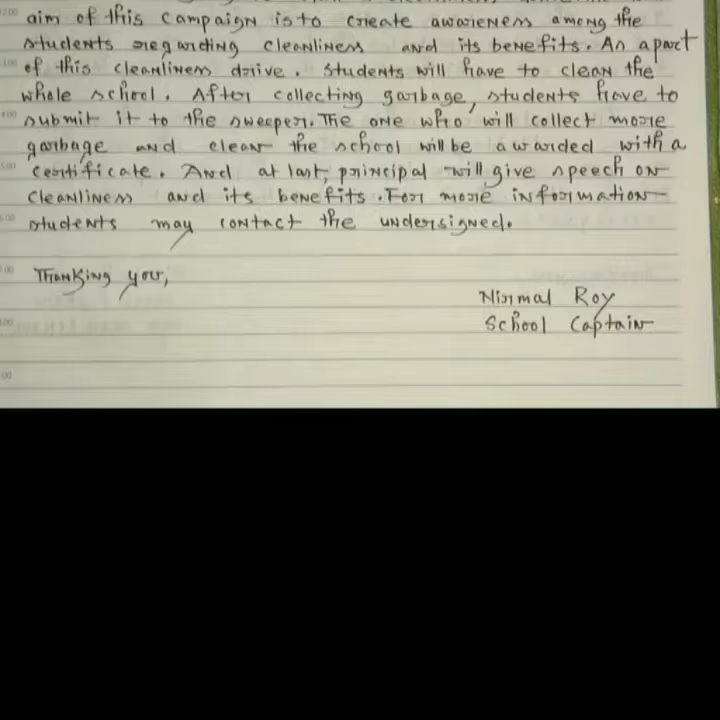 aim of this campaign is to create awareness among the
students regarding cleanliness and its benefits. As apart
of this cleanliness drive. Students will have to clean the
whole school. After collecting garbage, students have to
submit it to the sweeper. The one who will collect more
garbage and clean the school will be awarded with a
certificate. And at last, principal will give speech on
cleanliness and its benefits. For more information
students may contact the undersigned.
Thanking you,
Nirmal Roy
School Captain